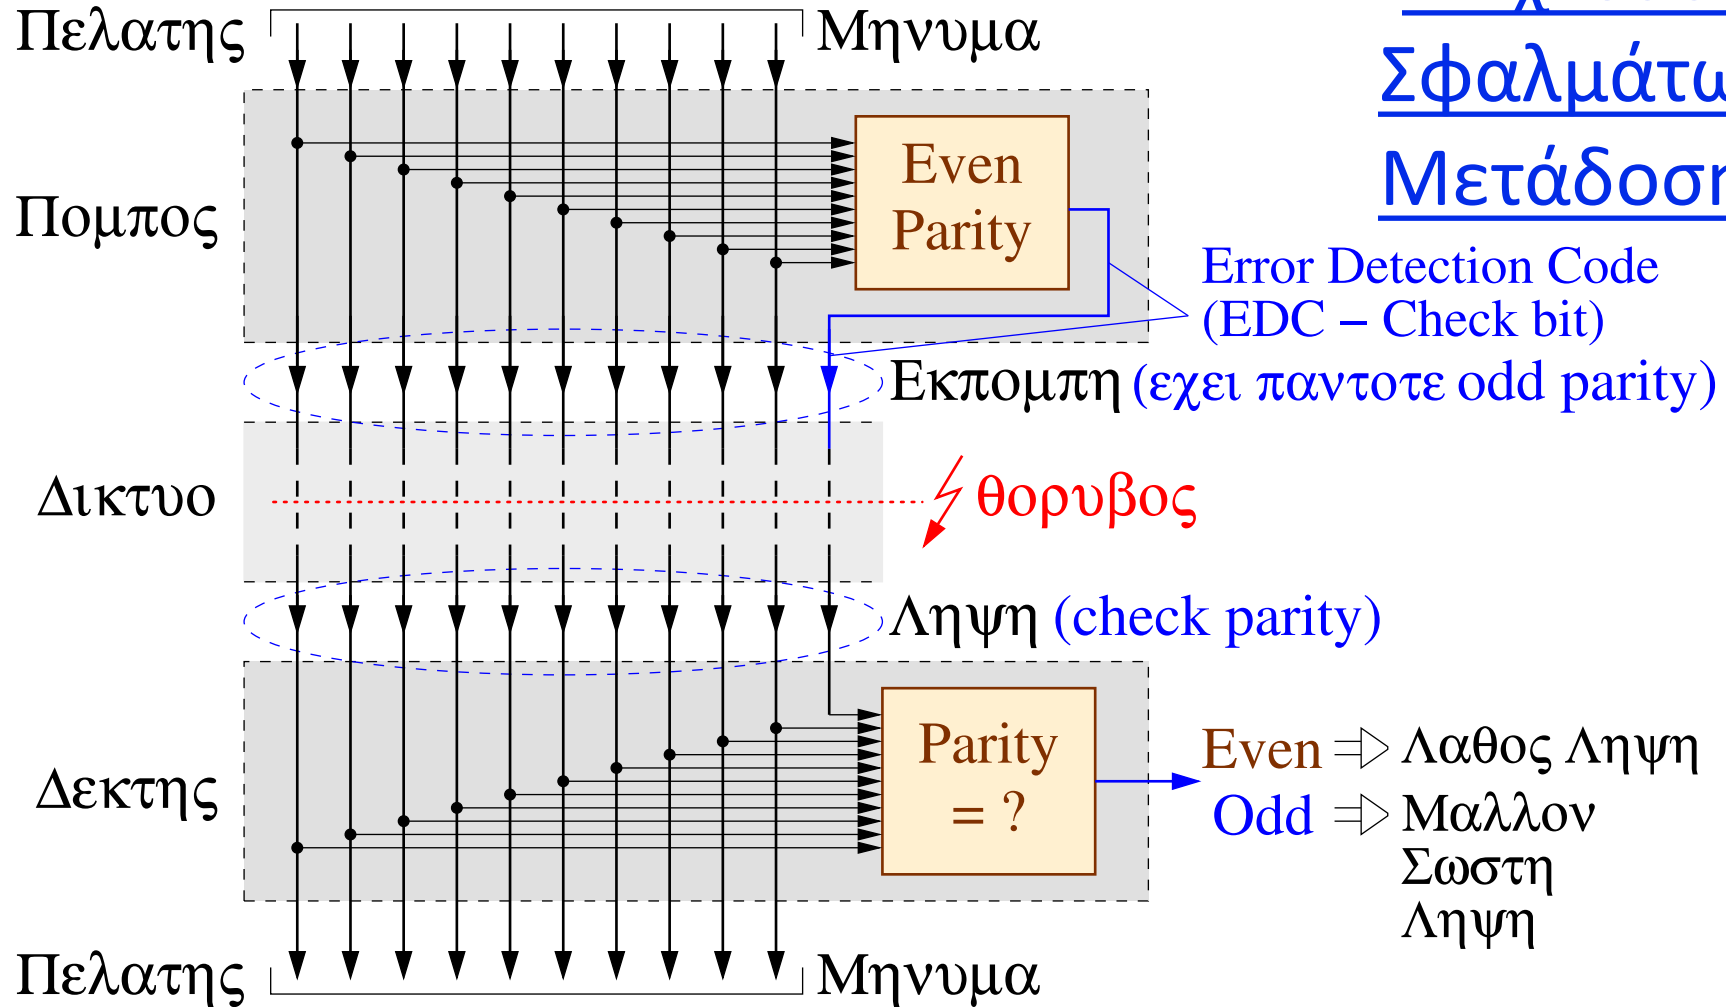 Πελατης
Μηνυμα
Σφαλμάτω
Μετάδοση
Πομπος
Even
Parity
Error Detection Code
(EDC – Check bit)
Εκπομπη (εχει παντοτε odd parity)
Δικτυο
θορυβος
Ληψη (check parity)
Δεκτης
Parity
= ?
Even ⇒ Λαθος Ληψη
Odd ⇒ Μαλλον
Σωστη
Ληψη
Πελατης
Μηνυμα